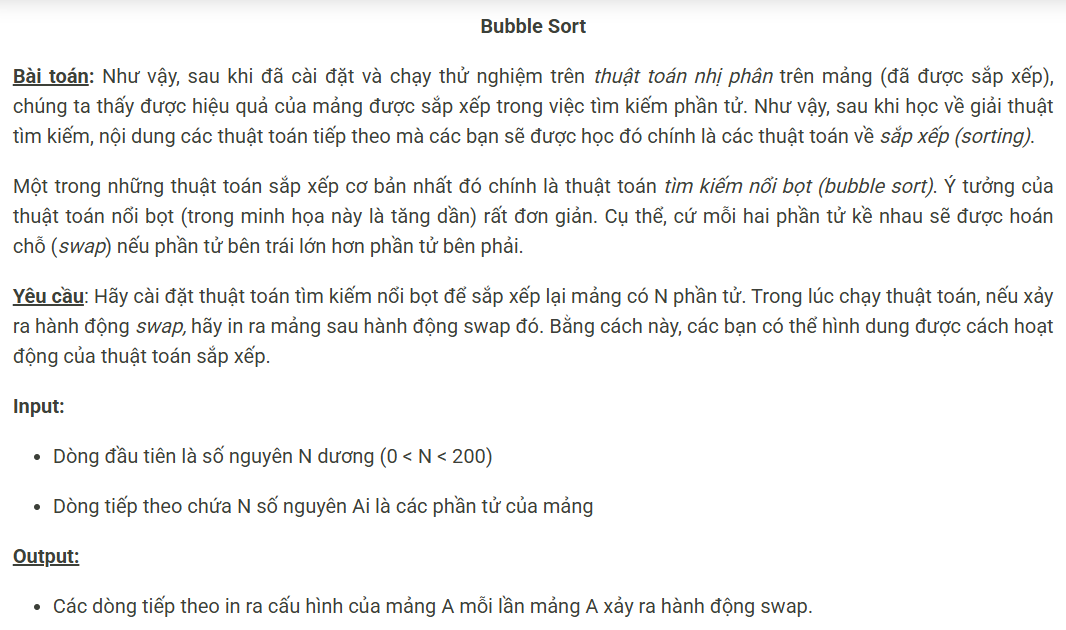 Bubble Sort
Bài toán: Như vậy, sau khi đã cài đặt và chạy thử nghiệm trên thuật toán nhị phân trên mảng (đã được sắp xếp),
chúng ta thấy được hiệu quả của mảng được sắp xếp trong việc tìm kiếm phần tử. Như vậy, sau khi học về giải thuật
tìm kiếm, nội dung các thuật toán tiếp theo mà các bạn sẽ được học đó chính là các thuật toán về sắp xếp (sorting).
Một trong những thuật toán sắp xếp cơ bản nhất đó chính là thuật toán tìm kiếm nổi bọt (bubble sort). Ý tưởng của
thuật toán nổi bọt (trong minh họa này là tăng dần) rất đơn giản. Cụ thể, cứ mỗi hai phần tử kề nhau sẽ được hoán
chỗ (swap) nếu phần tử bên trái lớn hơn phần tử bên phải.
Yêu cầu: Hãy cài đặt thuật toán tìm kiếm nổi bọt để sắp xếp lại mảng có N phần tử. Trong lúc chạy thuật toán, nếu xảy
ra hành động swap, hãy in ra mảng sau hành động swap đó. Bằng cách này, các bạn có thể hình dung được cách hoạt
động của thuật toán sắp xếp.
Input:
• Dòng đầu tiên là số nguyên N dương (0 < N < 200)
• Dòng tiếp theo chứa N số nguyên Ai là các phần tử của mảng
Output:
• Các dòng tiếp theo in ra cấu hình của mảng A mỗi lần mảng A xảy ra hành động swap.